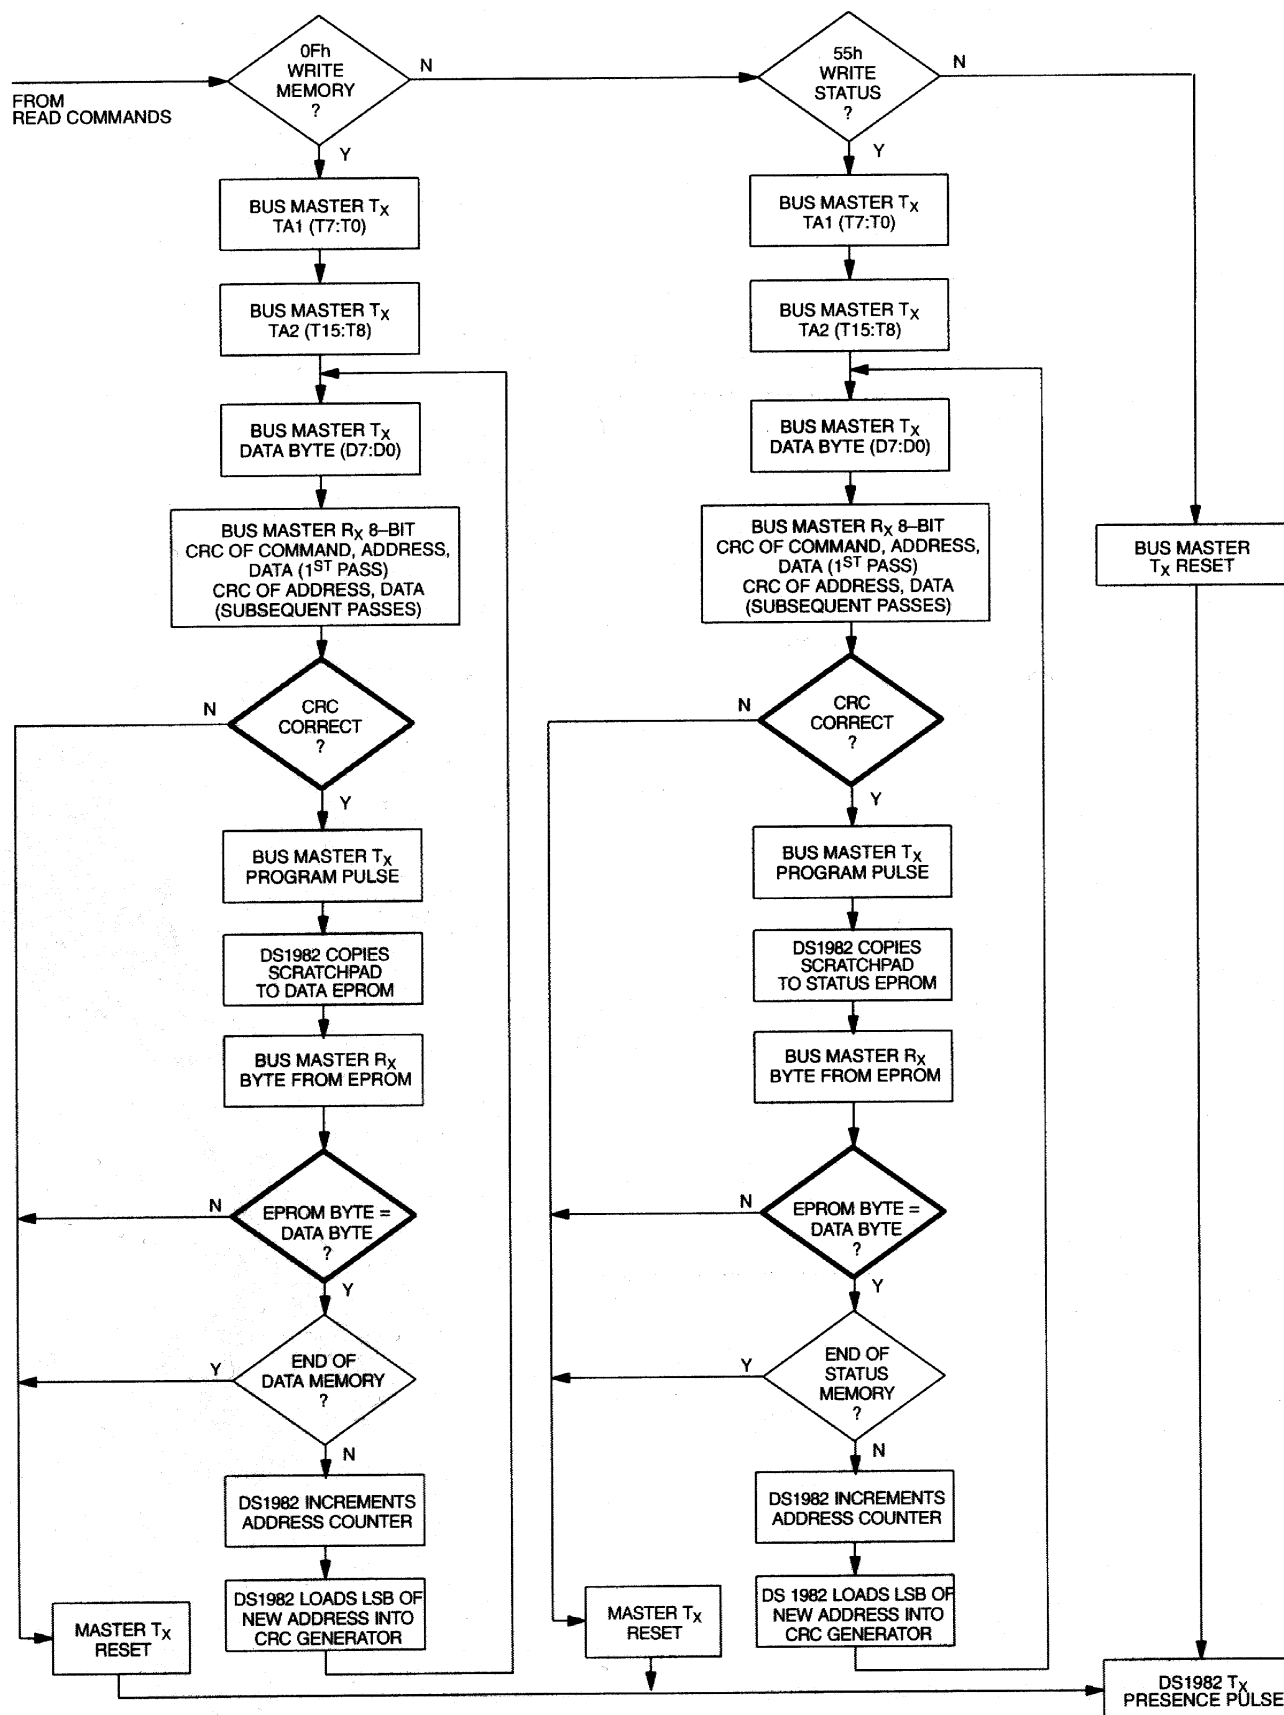 FROM
READ COMMANDS
0Fh
WRITE
MEMORY
?
N
Y
BUS MASTER TX
TA1 (T7:T0)
BUS MASTER TX
TA2 (T15:T8)
BUS MASTER TX
DATA BYTE (D7:D0)
BUS MASTER RX 8–BIT
CRC OF COMMAND, ADDRESS,
DATA (1ST PASS)
CRC OF ADDRESS, DATA
(SUBSEQUENT PASSES)
CRC
CORRECT
?
N
Y
BUS MASTER TX
PROGRAM PULSE
DS1982 COPIES
SCRATCHPAD
TO DATA EPROM
BUS MASTER RX
BYTE FROM EPROM
EPROM BYTE =
DATA BYTE
?
N
Y
END OF
DATA MEMORY
?
Y
N
DS1982 INCREMENTS
ADDRESS COUNTER
DS1982 LOADS LSB OF
NEW ADDRESS INTO
CRC GENERATOR
MASTER TX
RESET
55h
WRITE
STATUS
?
N
Y
BUS MASTER TX
TA1 (T7:T0)
BUS MASTER TX
TA2 (T15:T8)
BUS MASTER TX
DATA BYTE (D7:D0)
BUS MASTER RX 8–BIT
CRC OF COMMAND, ADDRESS,
DATA (1ST PASS)
CRC OF ADDRESS, DATA
(SUBSEQUENT PASSES)
CRC
CORRECT
?
N
Y
BUS MASTER TX
PROGRAM PULSE
DS1982 COPIES
SCRATCHPAD
TO STATUS EPROM
BUS MASTER RX
BYTE FROM EPROM
EPROM BYTE =
DATA BYTE
?
N
Y
END OF
STATUS
MEMORY
?
Y
N
DS1982 INCREMENTS
ADDRESS COUNTER
DS 1982 LOADS LSB OF
NEW ADDRESS INTO
CRC GENERATOR
MASTER TX
RESET
BUS MASTER
TX RESET
DS1982 TX
PRESENCE PULSE